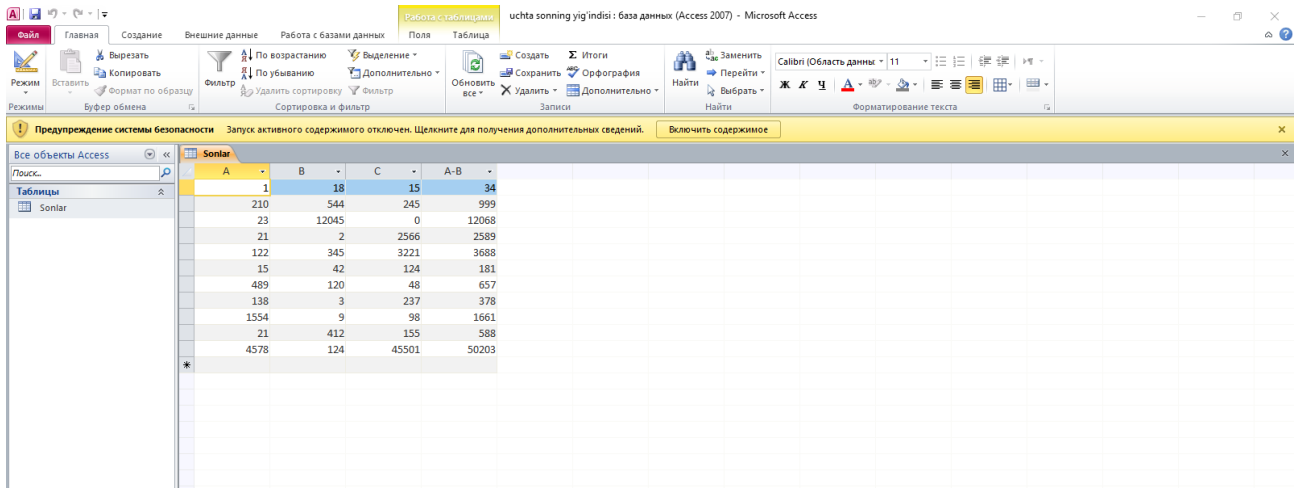 Работа с таблицами uchta sonning yig'indisi : база данных (Access 2007) - Microsoft Access
Файл Главная Создание Внешние данные Работа с базами данных Поля Таблица
Режим
Режимы
Вставить Вырезать
Копировать
Формат по образцу
Буфер обмена
Фильтр По возрастанию Выделение
По убыванию Дополнительно
Удалить сортировку Фильтр
Сортировка и фильтр
Обновить все Создать Σ Итоги
Сохранить Орфография
Удалить Дополнительно
Записи
Найти Заменить
Перейти
Выбрать
Найти
Calibri (Область данны 11
Ж К Ч А
Форматирование текста
Предупреждение системы безопасности Запуск активного содержимого отключен. Щелкните для получения дополнительных сведений. Включить содержимое
Все объекты Access
Поиск...
Таблицы
Sonlar
Sonlar
A B C A-B
1 18 15 34
210 544 245 999
23 12045 0 12068
21 2 2566 2589
122 345 3221 3688
15 42 124 181
489 120 48 657
138 3 237 378
1554 9 98 1661
21 412 155 588
4578 124 45501 50203